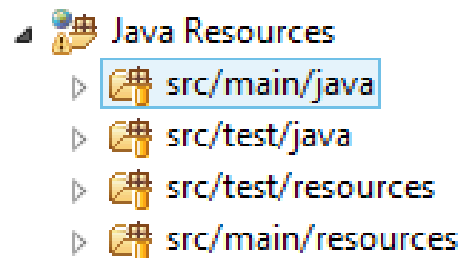 Java Resources
src/main/java
src/test/java
src/test/resources
src/main/resources